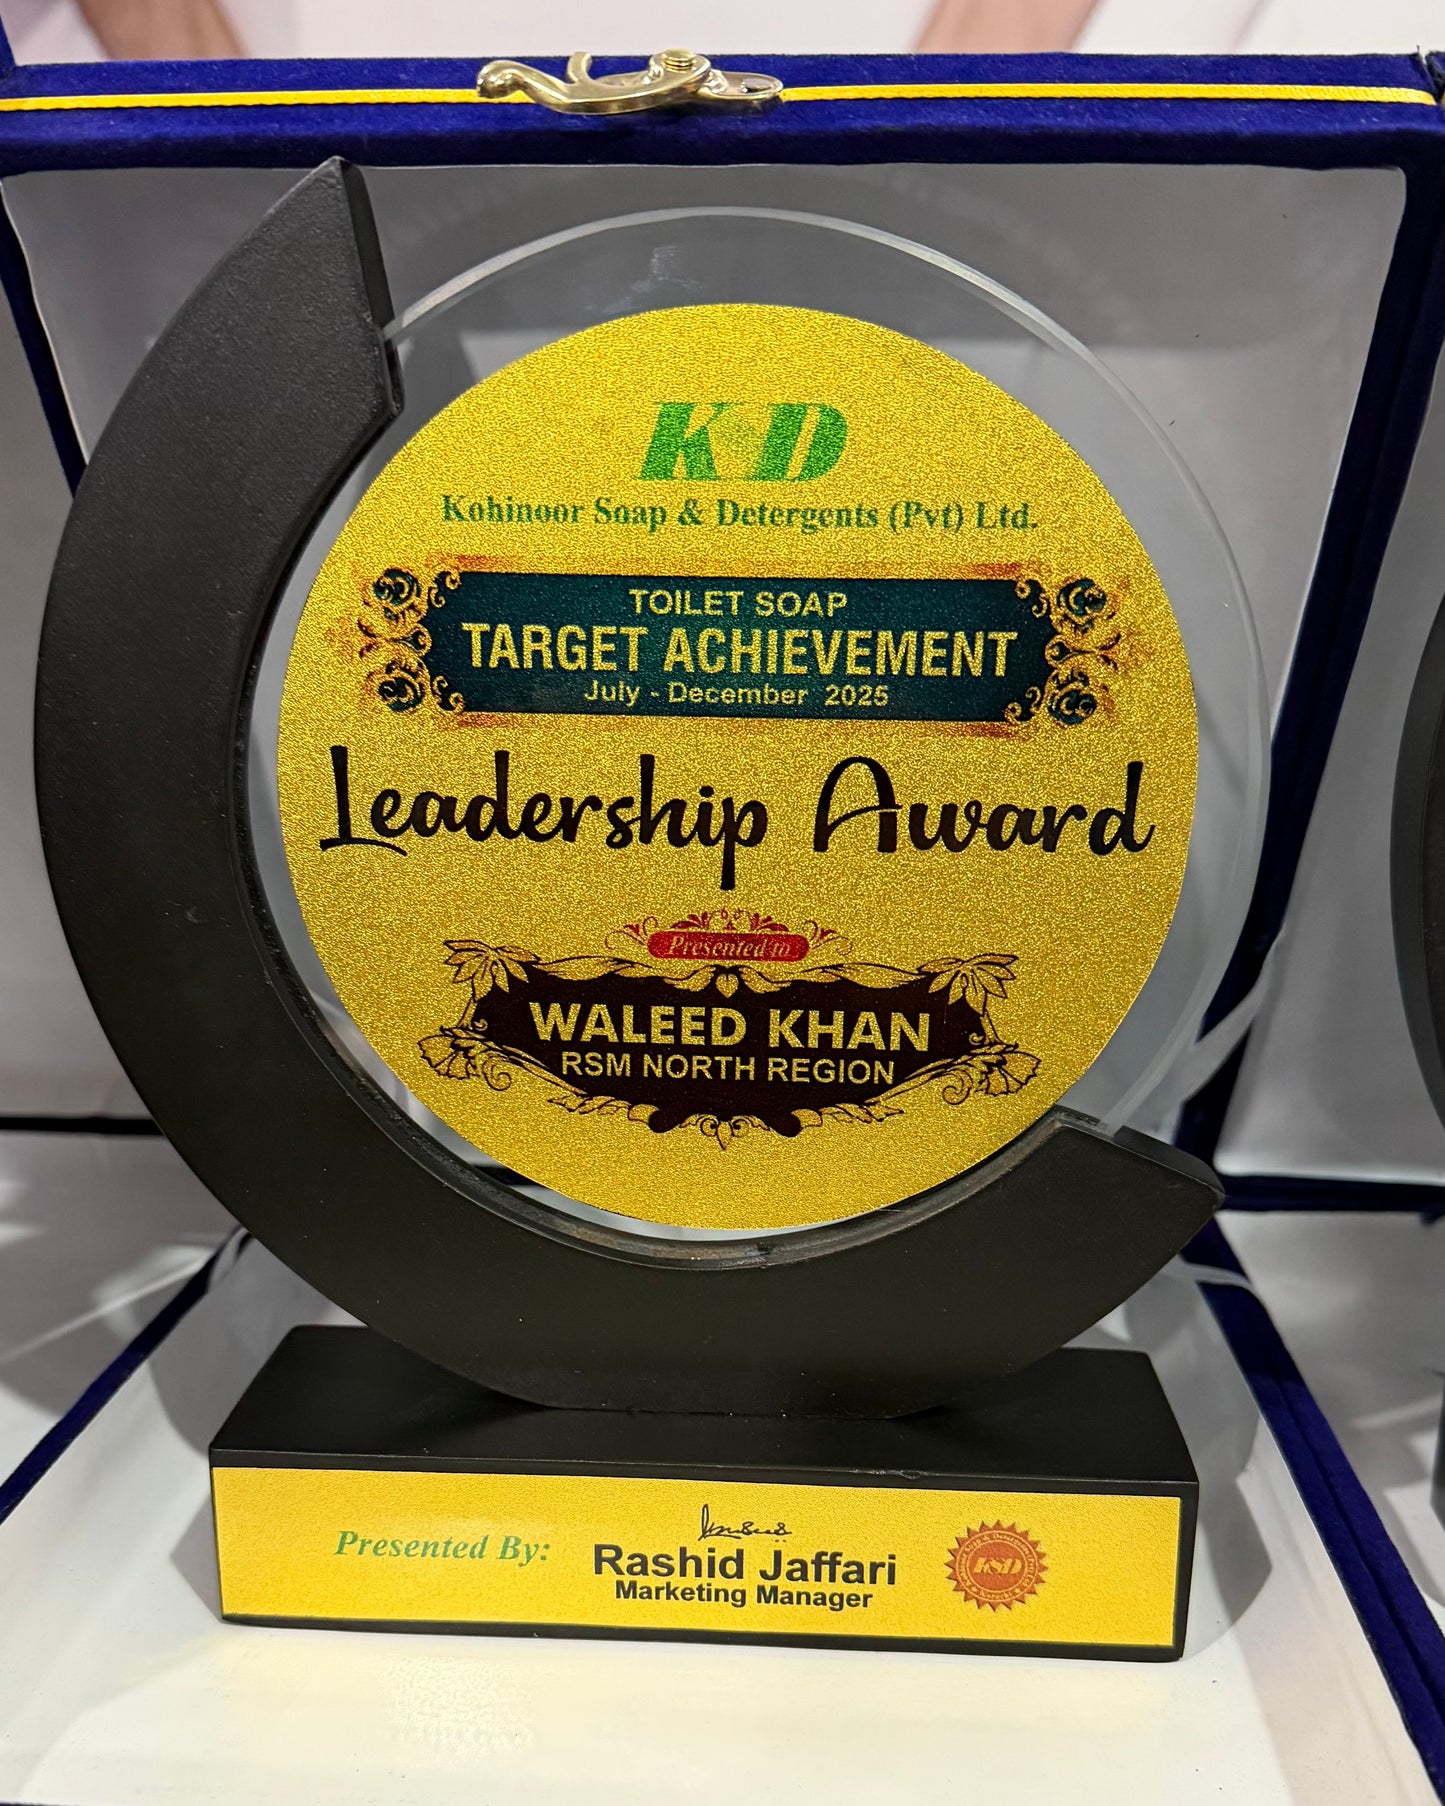 KSD
Kohinoor Soap & Detergents (Pvt) Ltd.
TOILET SOAP
TARGET ACHIEVEMENT
July - December 2025
Leadership Award
Presented to
WALEED KHAN
RSM NORTH REGION
Presented By:
Rashid Jaffari
Marketing Manager
KSD